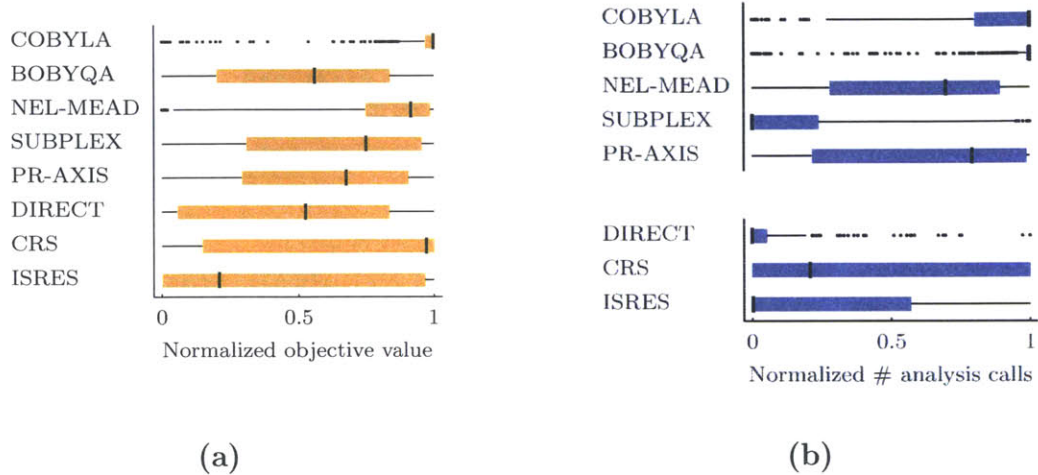 COBYLA
BOBYQA
NEL-MEAD
SUBPLEX
PR-AXIS
DIRECT
CRS
ISRES
0 0.5 1
Normalized objective value
(a)
COBYLA
BOBYQA
NEL-MEAD
SUBPLEX
PR-AXIS
DIRECT
CRS
ISRES
0 0.5 1
Normalized # analysis calls
(b)